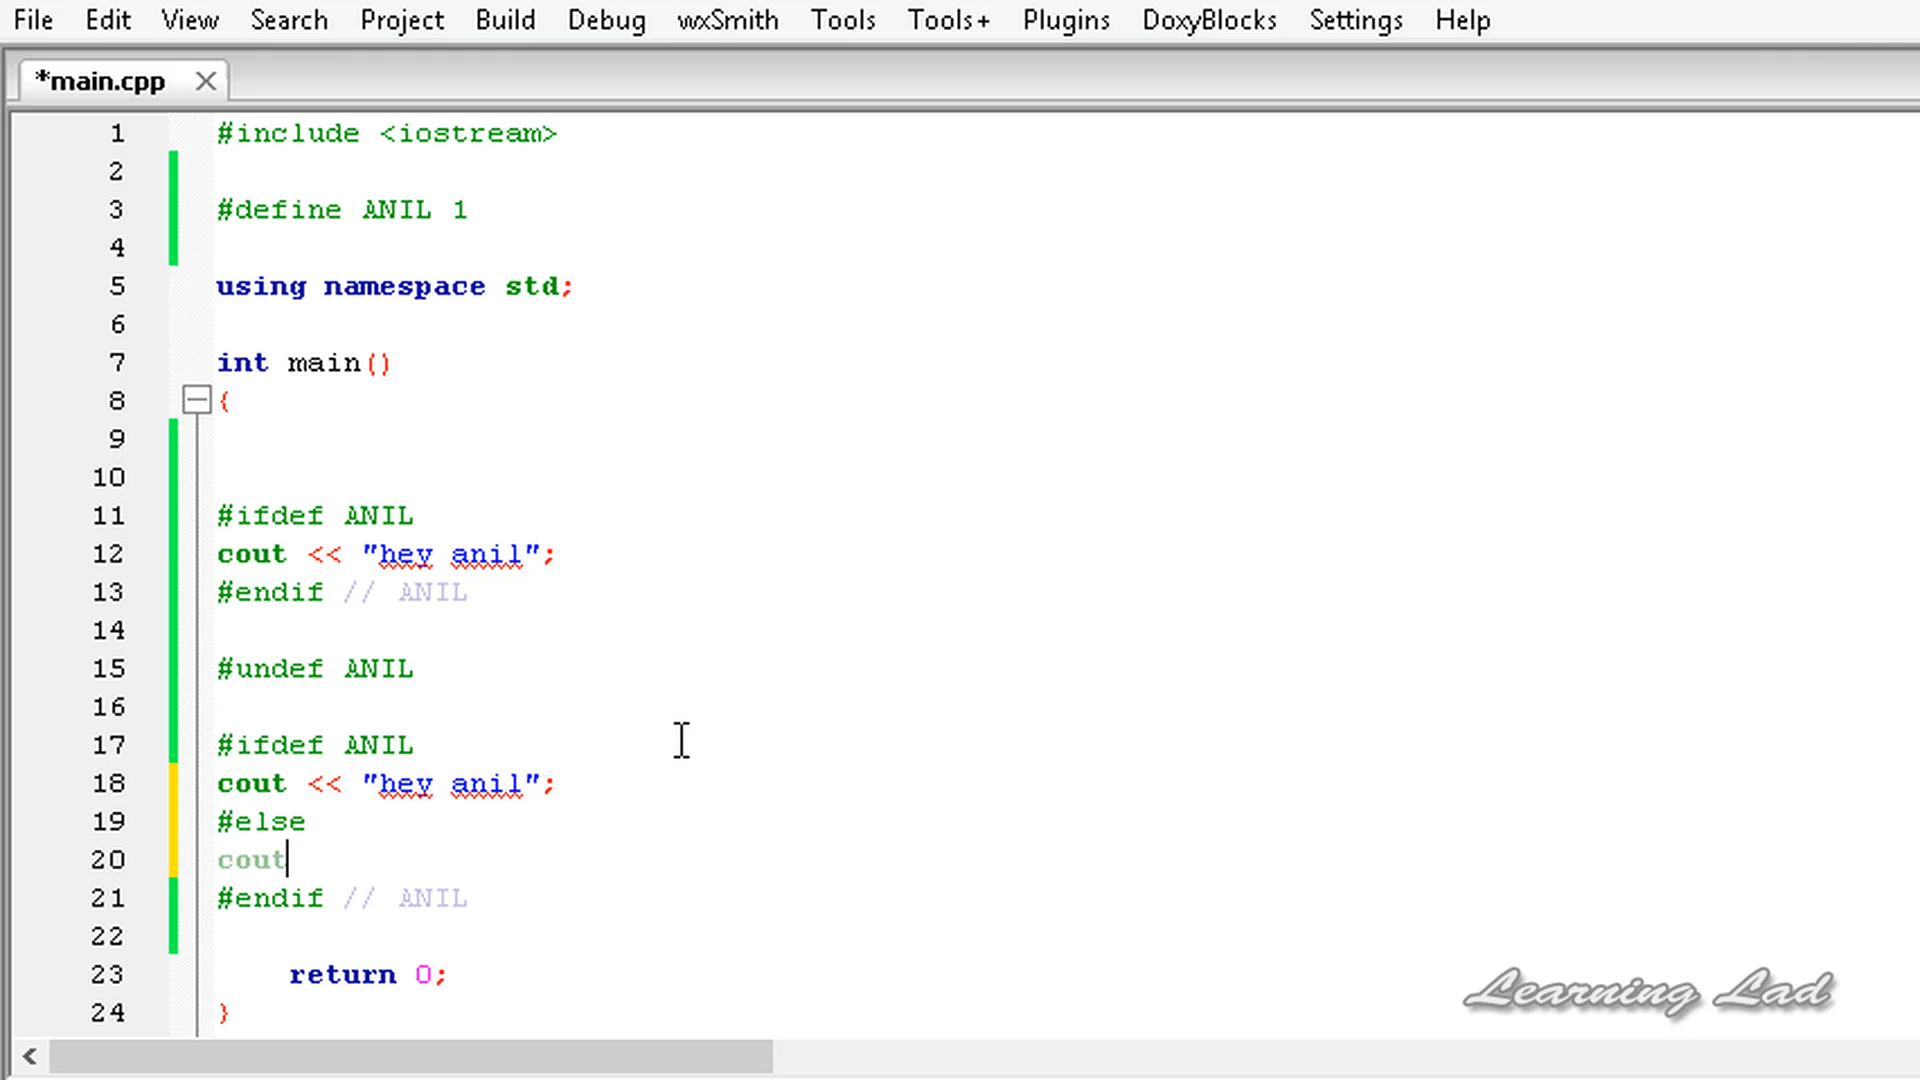 File Edit View Search Project Build Debug wxSmith Tools Tools+ Plugins DoxyBlocks Settings Help
*main.cpp
1 #include <iostream>
2
3 #define ANIL 1
4
5 using namespace std;
6
7 int main()
8 {
9
10
11 #ifdef ANIL
12 cout << "hey anil";
13 #endif // ANIL
14
15 #undef ANIL
16
17 #ifdef ANIL
18 cout << "hey anil";
19 #else
20 cout
21 #endif // ANIL
22
23 return 0;
24 }
Learning Lad